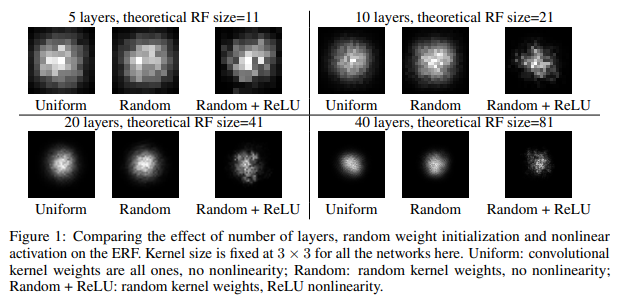 5 layers, theoretical RF size=11
10 layers, theoretical RF size=21
Uniform Random Random + ReLU
Uniform Random Random + ReLU
20 layers, theoretical RF size=41
40 layers, theoretical RF size=81
Uniform Random Random + ReLU
Uniform Random Random + ReLU
Figure 1: Comparing the effect of number of layers, random weight initialization and nonlinear
activation on the ERF. Kernel size is fixed at 3 × 3 for all the networks here. Uniform: convolutional
kernel weights are all ones, no nonlinearity; Random: random kernel weights, no nonlinearity;
Random + ReLU: random kernel weights, ReLU nonlinearity.